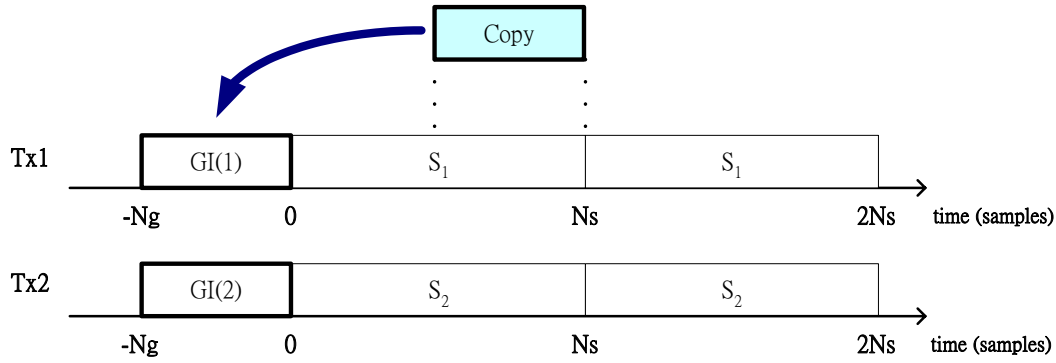 Copy
Tx1 GI(1) S₁ S₁
-Ng 0 Ns 2Ns time (samples)
Tx2 GI(2) S₂ S₂
-Ng 0 Ns 2Ns time (samples)